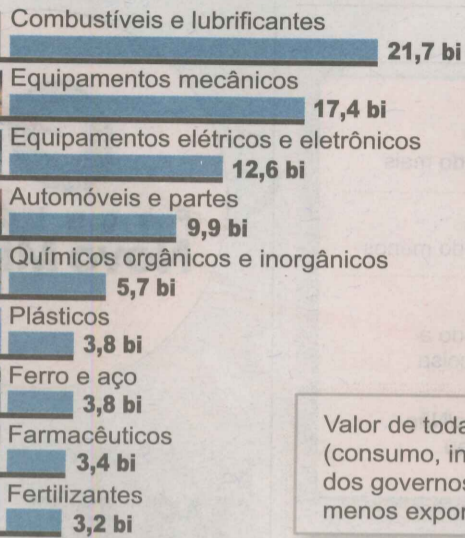 Combustíveis e lubrificantes
21,7 bi
Equipamentos mecânicos
17,4 bi
Equipamentos elétricos e eletrônicos
12,6 bi
Automóveis e partes
9,9 bi
Químicos orgânicos e inorgânicos
5,7 bi
Plásticos
3,8 bi
Ferro e aço
3,8 bi
Farmacêuticos
3,4 bi
Fertilizantes
3,2 bi
Valor de toda
(consumo, in
dos governos
menos expor